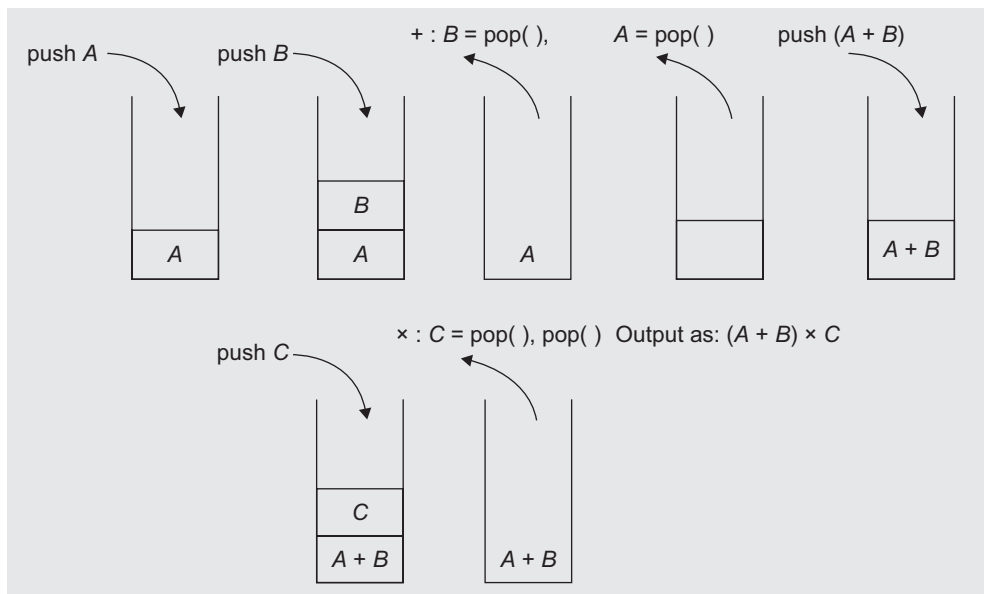 push A
push B
+ : B = pop( ),
A = pop( )
push (A + B)
A
B
A
A
A + B
push C
× : C = pop( ), pop( ) Output as: (A + B) × C
C
A + B
A + B